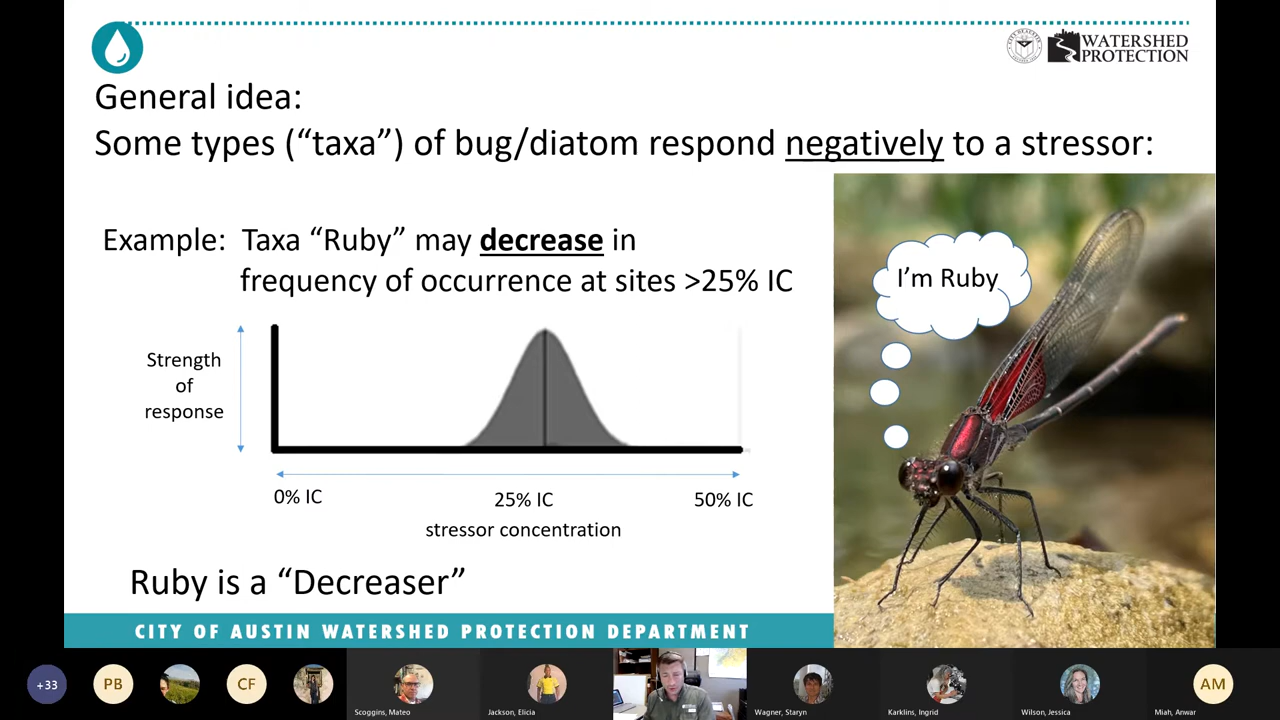 WATERSHED
PROTECTION
General idea:
Some types (“taxa”) of bug/diatom respond negatively to a stressor:
Example: Taxa “Ruby” may decrease in
frequency of occurrence at sites >25% IC
I’m Ruby
Strength
of
response
0% IC
25% IC
50% IC
stressor concentration
Ruby is a “Decreaser”
CITY OF AUSTIN WATERSHED PROTECTION DEPARTMENT
+33
PB
CF
AM
Scoggins, Mateo
Jackson, Elicia
Wagner, Staryn
Karklins, Ingrid
Wilson, Jessica
Miah, Anwar